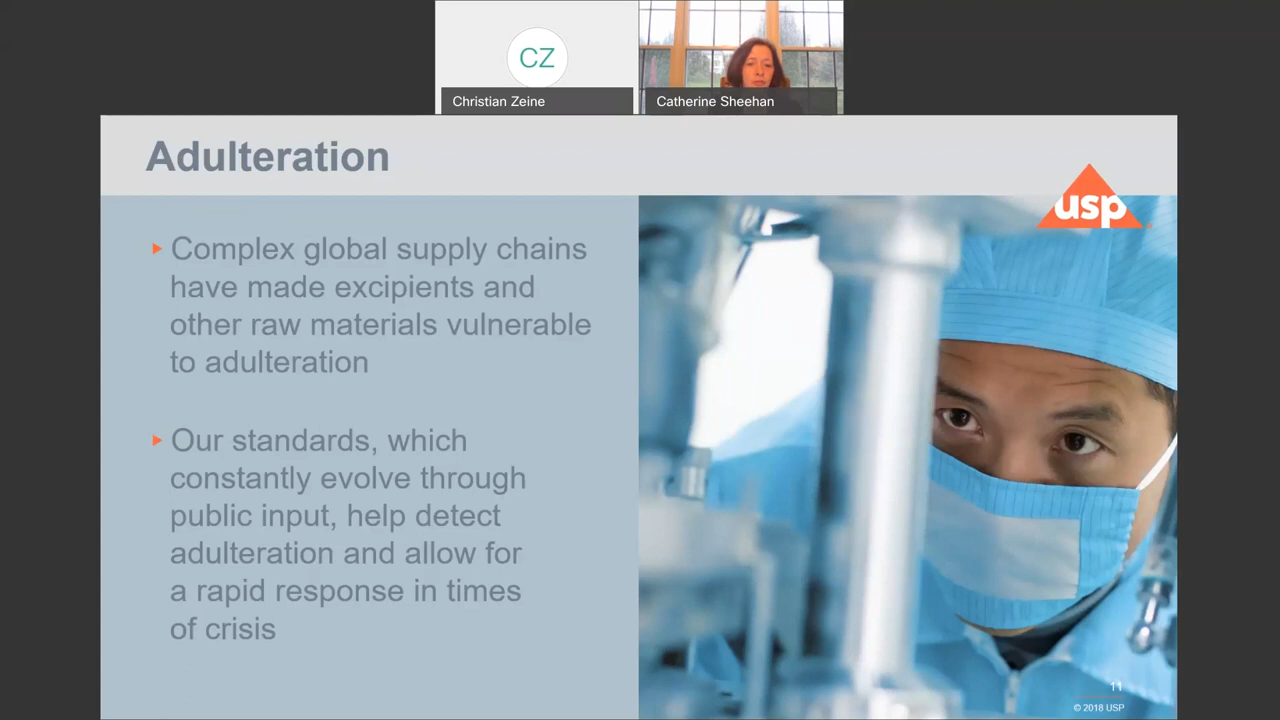 CZ
Christian Zeine
Catherine Sheehan
Adulteration
usp
Complex global supply chains
have made excipients and
other raw materials vulnerable
to adulteration
Our standards, which
constantly evolve through
public input, help detect
adulteration and allow for
a rapid response in times
of crisis
11
© 2018 USP